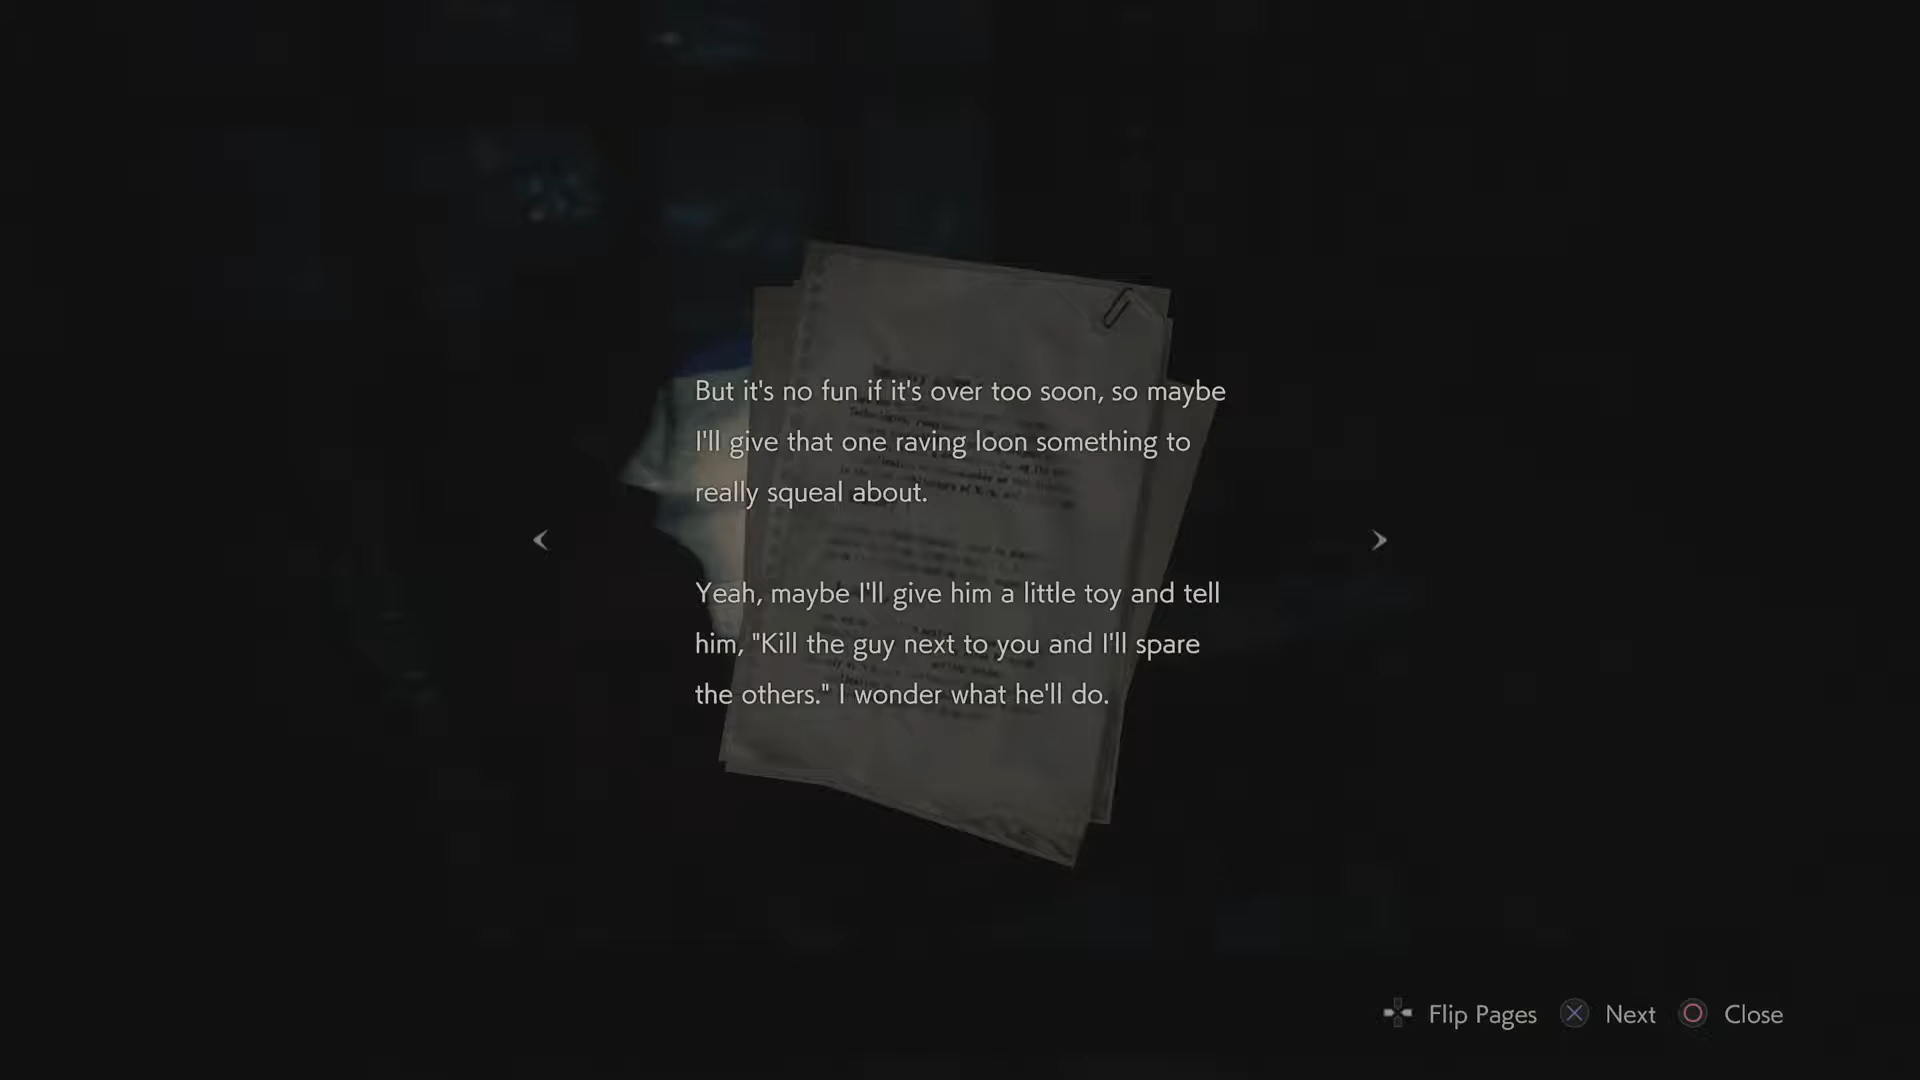 But it's no fun if it's over too soon, so maybe
I'll give that one raving loon something to
really squeal about.
Yeah, maybe I'll give him a little toy and tell
him, "Kill the guy next to you and I'll spare
the others." I wonder what he'll do.
Flip Pages Next Close